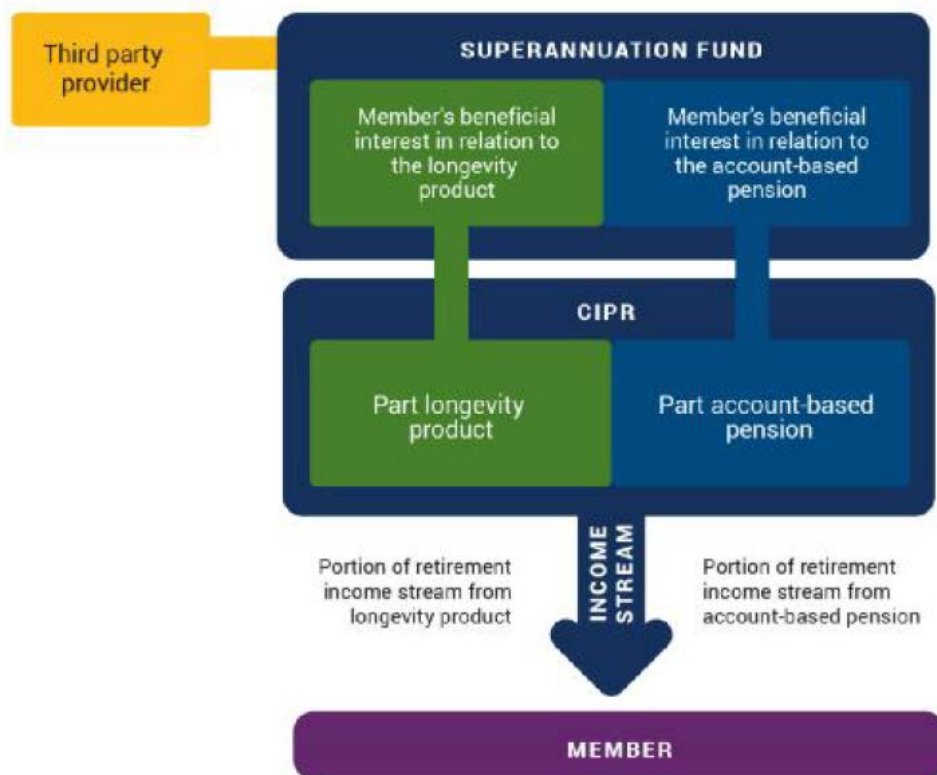 Third party
provider
SUPERANNUATION FUND
Member's beneficial
interest in relation to
the longevity
product
Member's beneficial
interest in relation to
the account-based
pension
CIPR
Part longevity
product
Part account-based
pension
INCOME
STREAM
Portion of retirement
income stream from
longevity product
Portion of retirement
income stream from
account-based pension
MEMBER